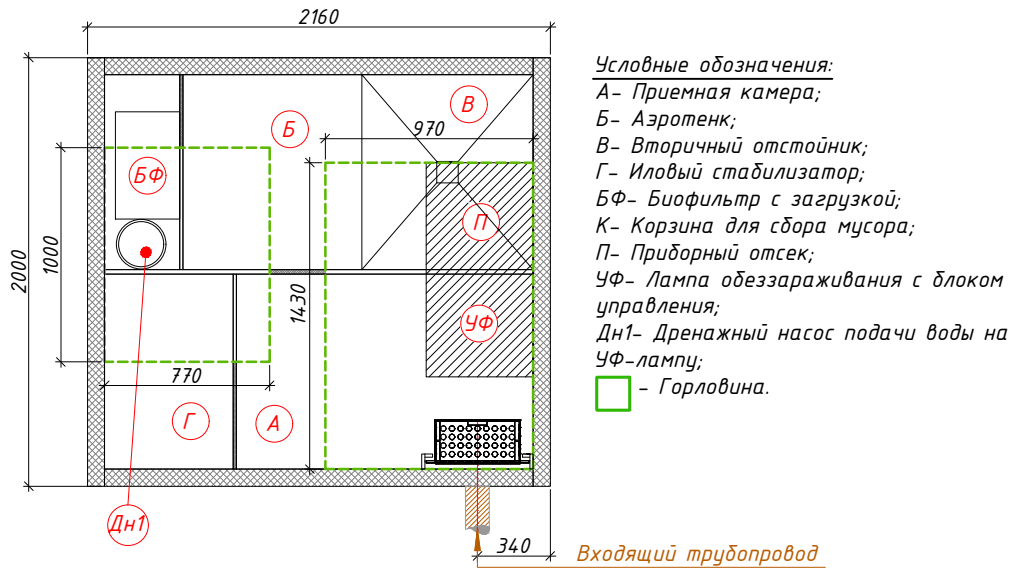 2160
Условные обозначения:
А- Приемная камера;
Б- Аэротенк;
В- Вторичный отстойник;
Г- Иловый стабилизатор;
БФ- Биофильтр с загрузкой;
К- Корзина для сбора мусора;
П- Приборный отсек;
УФ- Лампа обеззараживания с блоком
управления;
Дн1- Дренажный насос подачи воды на
УФ-лампу;
- Горловина.
В
Б
970
БФ
П
1000
2000
1430
УФ
770
Г
А
Дн1
340
Входящий трубопровод